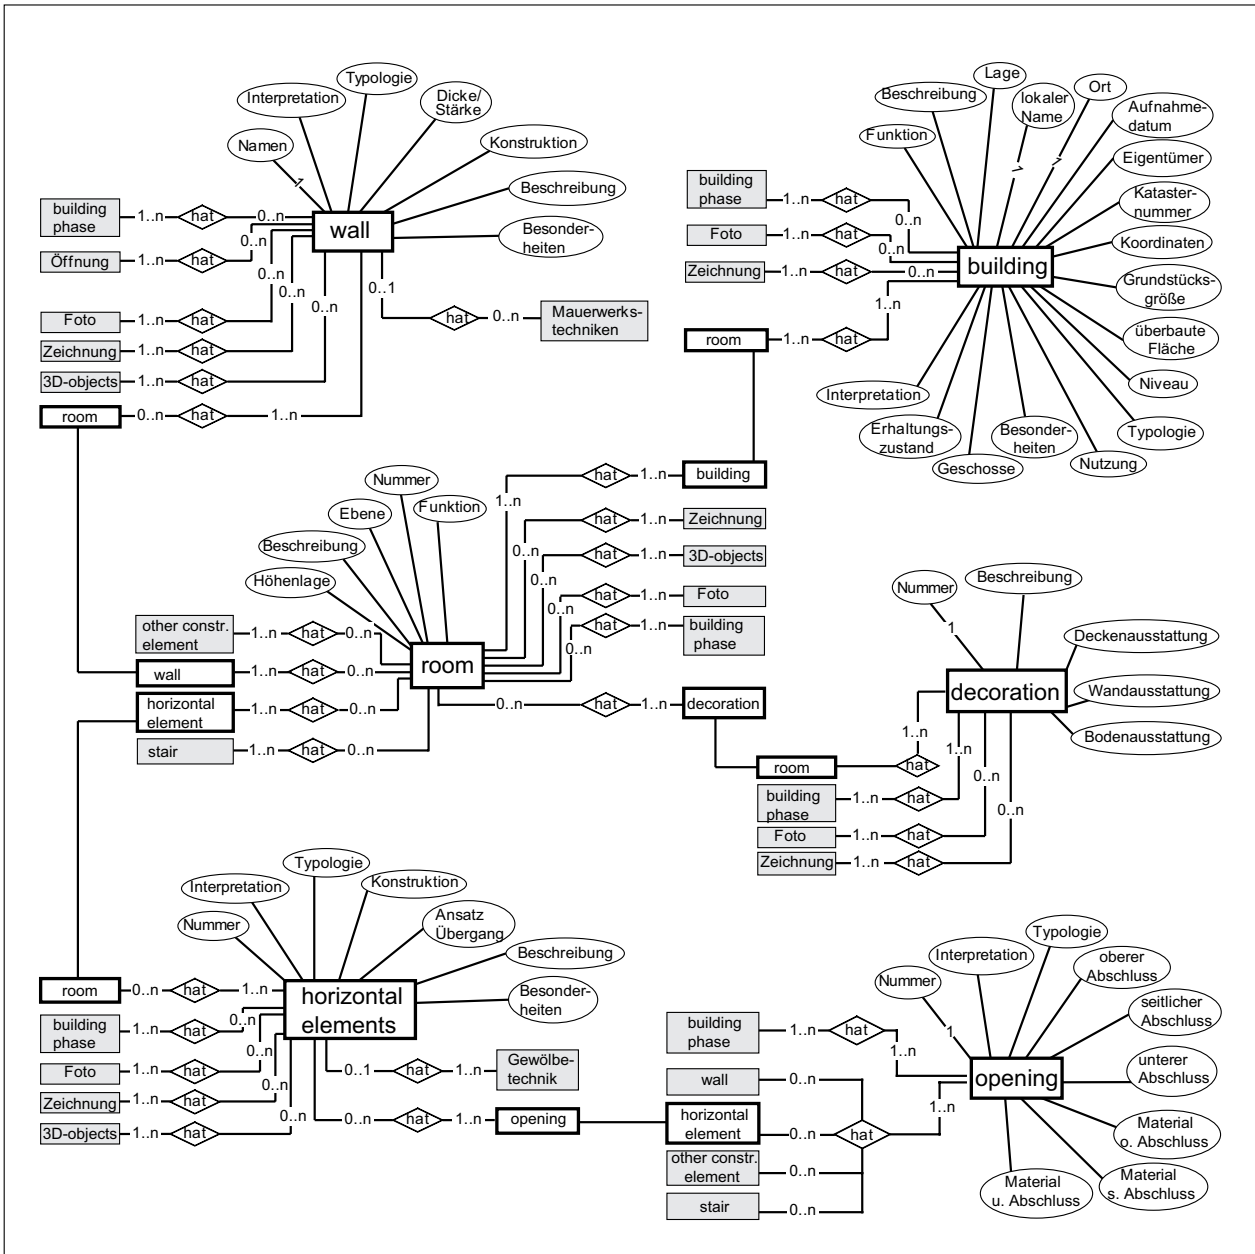 Typologie
Interpretation
Dicke/
Stärke
Namen
Konstruktion
Beschreibung
Besonder-
heiten
1
wall
building
phase
1..n
hat
0..n
Öffnung
1..n
hat
0..n
Foto
1..n
hat
0..n
Zeichnung
1..n
hat
0..n
3D-objects
1..n
hat
0..n
room
0..n
hat
1..n
0..1
hat
0..n
Mauerwerks-
techniken
Lage
Ort
Beschreibung
lokaler
Name
Aufnahme-
datum
Funktion
Eigentümer
Kataster-
nummer
Koordinaten
Grundstücks-
größe
überbaute
Fläche
Niveau
Typologie
Nutzung
Besonder-
heiten
Geschosse
Erhaltungs-
zustand
Interpretation
1
1
building
building
phase
1..n
hat
0..n
Foto
1..n
hat
0..n
Zeichnung
1..n
hat
0..n
room
1..n
hat
1..n
Nummer
Ebene
Funktion
Beschreibung
Höhenlage
room
other constr.
element
1..n
hat
0..n
wall
1..n
hat
0..n
horizontal
element
1..n
hat
0..n
stair
1..n
hat
0..n
1..n
hat
1..n
building
0..n
hat
1..n
Zeichnung
0..n
hat
1..n
3D-objects
0..n
hat
1..n
Foto
0..n
hat
1..n
building
phase
0..n
hat
1..n
decoration
Nummer
Beschreibung
Deckenausstattung
Wandausstattung
Bodenausstattung
1
decoration
room
hat
1..n
building
phase
1..n
hat
1..n
Foto
1..n
hat
0..n
Zeichnung
1..n
hat
0..n
Typologie
Interpretation
Konstruktion
Nummer
Ansatz
Übergang
Beschreibung
Besonder-
heiten
horizontal
elements
room
0..n
hat
1..n
building
phase
1..n
hat
0..n
Foto
1..n
hat
0..n
Zeichnung
1..n
hat
0..n
3D-objects
1..n
hat
0..n
0..1
hat
1..n
Gewölbe-
technik
0..n
hat
1..n
opening
Typologie
Interpretation
oberer
Abschluss
Nummer
seitlicher
Abschluss
unterer
Abschluss
Material
o. Abschluss
Material
s. Abschluss
Material
u. Abschluss
1
opening
building
phase
1..n
hat
1..n
wall
0..n
horizontal
element
0..n
hat
1..n
other constr.
element
0..n
stair
0..n